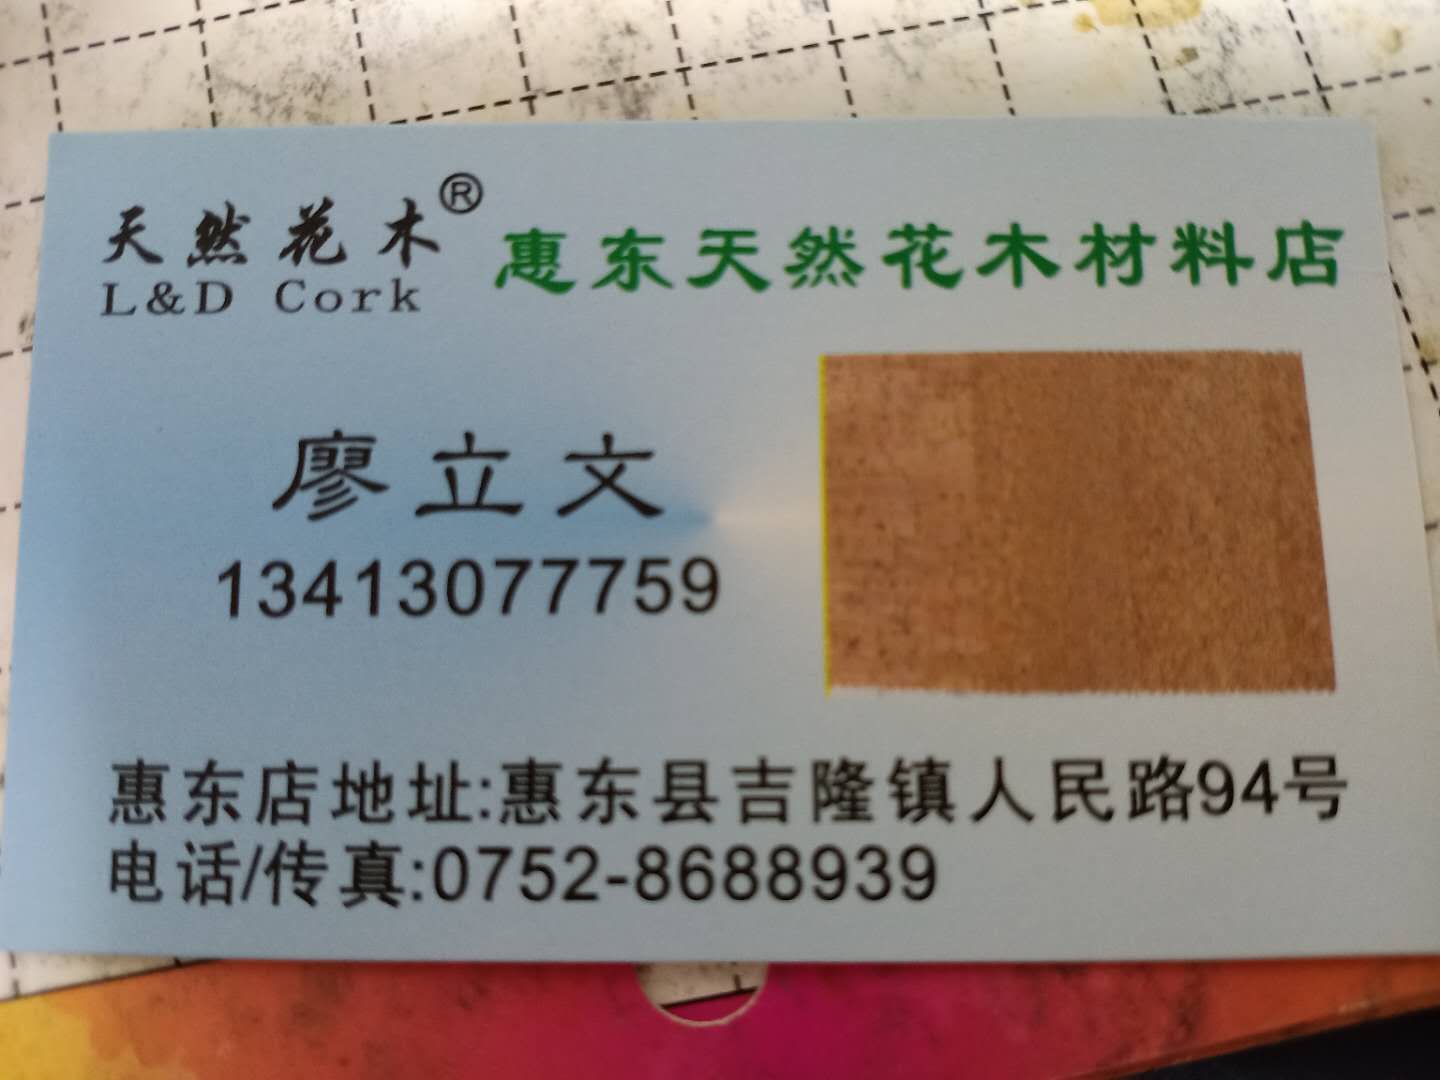 天然花木®
L&D Cork
惠东天然花木材料店
廖立文
13413077759
惠东店地址:惠东县吉隆镇人民路94号
电话/传真:0752-8688939